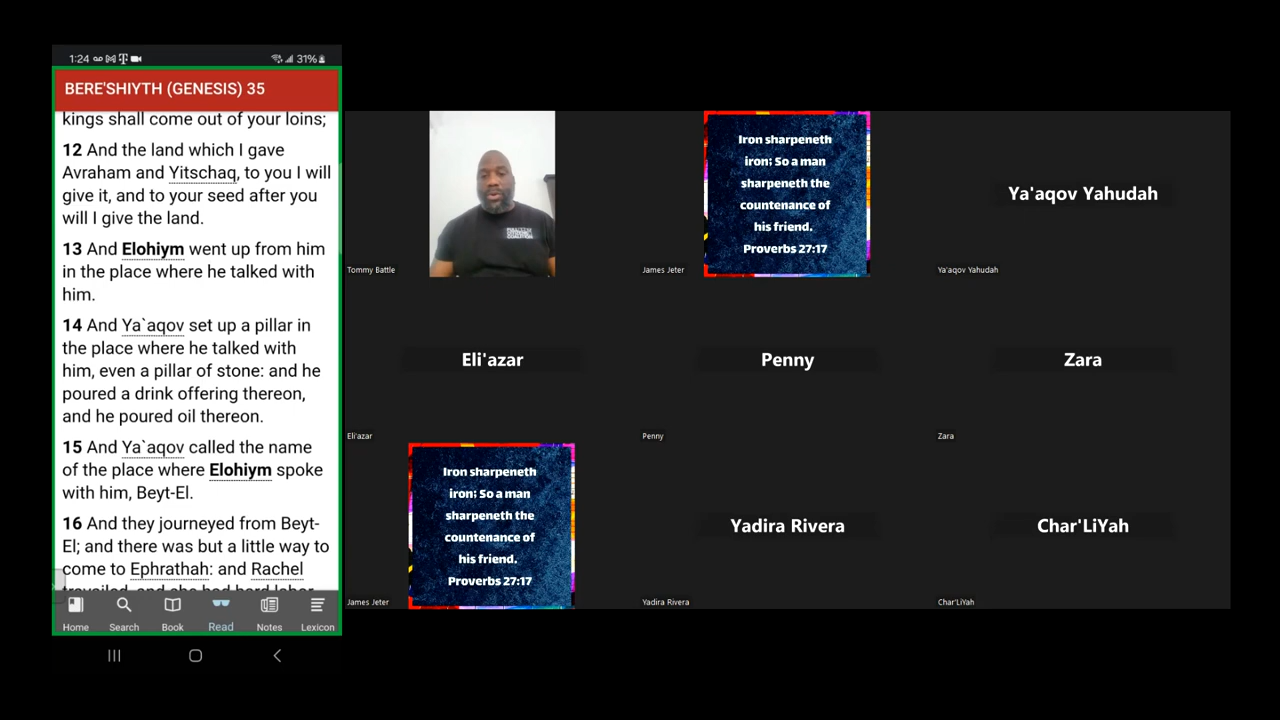 1:24
31%
BERE'SHIYTH (GENESIS) 35
kings shall come out of your loins;
12 And the land which I gave
Avraham and Yitschaq, to you I will
give it, and to your seed after you
will I give the land.
13 And Elohiym went up from him
in the place where he talked with
him.
14 And Ya`aqov set up a pillar in
the place where he talked with
him, even a pillar of stone: and he
poured a drink offering thereon,
and he poured oil thereon.
15 And Ya`aqov called the name
of the place where Elohiym spoke
with him, Beyt-El.
16 And they journeyed from Beyt-
El; and there was but a little way to
come to Ephrathah: and Rachel
Home
Search
Book
Read
Notes
Lexicon
Tommy Battle
Iron sharpeneth
iron: So a man
sharpeneth the
countenance of
his friend.
Proverbs 27:17
James Jeter
Ya'aqov Yahudah
Ya'aqov Yahudah
Eli'azar
Eli'azar
Penny
Penny
Zara
Zara
Iron sharpeneth
iron: So a man
sharpeneth the
countenance of
his friend.
Proverbs 27:17
James Jeter
Yadira Rivera
Yadira Rivera
Char'LiYah
Char'LiYah